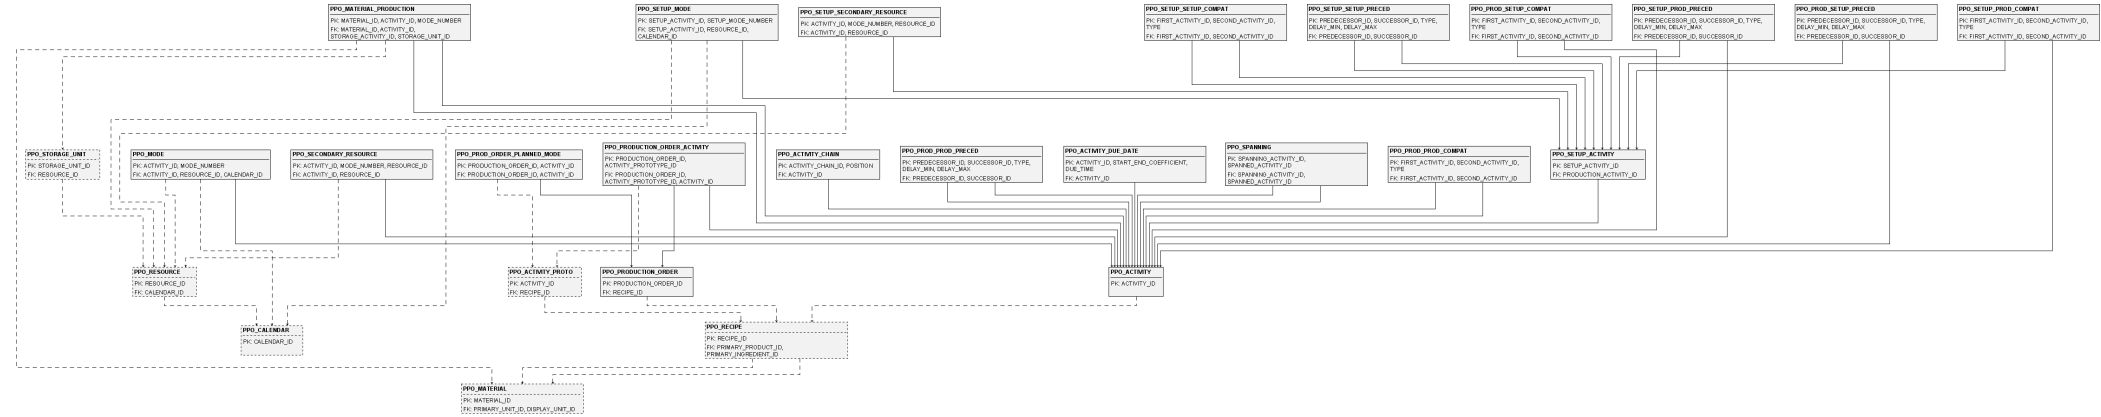 PPO_MATERIAL_PRODUCTION
PK: MATERIAL_ID, ACTIVITY_ID, MODE_NUMBER
FK: MATERIAL_ID, ACTIVITY_ID,
STORAGE_ACTIVITY_ID, STORAGE_UNIT_ID
PPO_SETUP_MODE
PK: SETUP_ACTIVITY_ID, SETUP_MODE_NUMBER
FK: SETUP_ACTIVITY_ID, RESOURCE_ID,
CALENDAR_ID
PPO_SETUP_SECONDARY_RESOURCE
PK: ACTIVITY_ID, MODE_NUMBER, RESOURCE_ID
FK: ACTIVITY_ID, RESOURCE_ID
PPO_SETUP_SETUP_COMPAT
PK: FIRST_ACTIVITY_ID, SECOND_ACTIVITY_ID,
TYPE
FK: FIRST_ACTIVITY_ID, SECOND_ACTIVITY_ID
PPO_SETUP_SETUP_PRECED
PK: PREDECESSOR_ID, SUCCESSOR_ID, TYPE,
DELAY_MIN, DELAY_MAX
FK: PREDECESSOR_ID, SUCCESSOR_ID
PPO_PROD_SETUP_COMPAT
PK: FIRST_ACTIVITY_ID, SECOND_ACTIVITY_ID,
TYPE
FK: FIRST_ACTIVITY_ID, SECOND_ACTIVITY_ID
PPO_SETUP_PROD_PRECED
PK: PREDECESSOR_ID, SUCCESSOR_ID, TYPE,
DELAY_MIN, DELAY_MAX
FK: PREDECESSOR_ID, SUCCESSOR_ID
PPO_PROD_SETUP_PRECED
PK: PREDECESSOR_ID, SUCCESSOR_ID, TYPE,
DELAY_MIN, DELAY_MAX
FK: PREDECESSOR_ID, SUCCESSOR_ID
PPO_SETUP_PROD_COMPAT
PK: FIRST_ACTIVITY_ID, SECOND_ACTIVITY_ID,
TYPE
FK: FIRST_ACTIVITY_ID, SECOND_ACTIVITY_ID
PPO_STORAGE_UNIT
PK: STORAGE_UNIT_ID
FK: RESOURCE_ID
PPO_MODE
PK: ACTIVITY_ID, MODE_NUMBER
FK: ACTIVITY_ID, RESOURCE_ID, CALENDAR_ID
PPO_SECONDARY_RESOURCE
PK: ACTIVITY_ID, MODE_NUMBER, RESOURCE_ID
FK: ACTIVITY_ID, RESOURCE_ID
PPO_PROD_ORDER_PLANNED_MODE
PK: PRODUCTION_ORDER_ID, ACTIVITY_ID
FK: PRODUCTION_ORDER_ID, ACTIVITY_ID
PPO_PRODUCTION_ORDER_ACTIVITY
PK: PRODUCTION_ORDER_ID,
ACTIVITY_PROTOTYPE_ID
FK: PRODUCTION_ORDER_ID,
ACTIVITY_PROTOTYPE_ID, ACTIVITY_ID
PPO_ACTIVITY_CHAIN
PK: ACTIVITY_CHAIN_ID, POSITION
FK: ACTIVITY_ID
PPO_PROD_PROD_PRECED
PK: PREDECESSOR_ID, SUCCESSOR_ID, TYPE,
DELAY_MIN, DELAY_MAX
FK: PREDECESSOR_ID, SUCCESSOR_ID
PPO_ACTIVITY_DUE_DATE
PK: ACTIVITY_ID, START_END_COEFFICIENT,
DUE_TIME
FK: ACTIVITY_ID
PPO_SPANNING
PK: SPANNING_ACTIVITY_ID,
SPANNED_ACTIVITY_ID
FK: SPANNING_ACTIVITY_ID,
SPANNED_ACTIVITY_ID
PPO_PROD_PROD_COMPAT
PK: FIRST_ACTIVITY_ID, SECOND_ACTIVITY_ID,
TYPE
FK: FIRST_ACTIVITY_ID, SECOND_ACTIVITY_ID
PPO_SETUP_ACTIVITY
PK: SETUP_ACTIVITY_ID
FK: PRODUCTION_ACTIVITY_ID
PPO_RESOURCE
PK: RESOURCE_ID
FK: CALENDAR_ID
PPO_ACTIVITY_PROTO
PK: ACTIVITY_ID
FK: RECIPE_ID
PPO_PRODUCTION_ORDER
PK: PRODUCTION_ORDER_ID
FK: RECIPE_ID
PPO_ACTIVITY
PK: ACTIVITY_ID
PPO_CALENDAR
PK: CALENDAR_ID
PPO_RECIPE
PK: RECIPE_ID
FK: PRIMARY_PRODUCT_ID,
PRIMARY_INGREDIENT_ID
PPO_MATERIAL
PK: MATERIAL_ID
FK: PRIMARY_UNIT_ID, DISPLAY_UNIT_ID